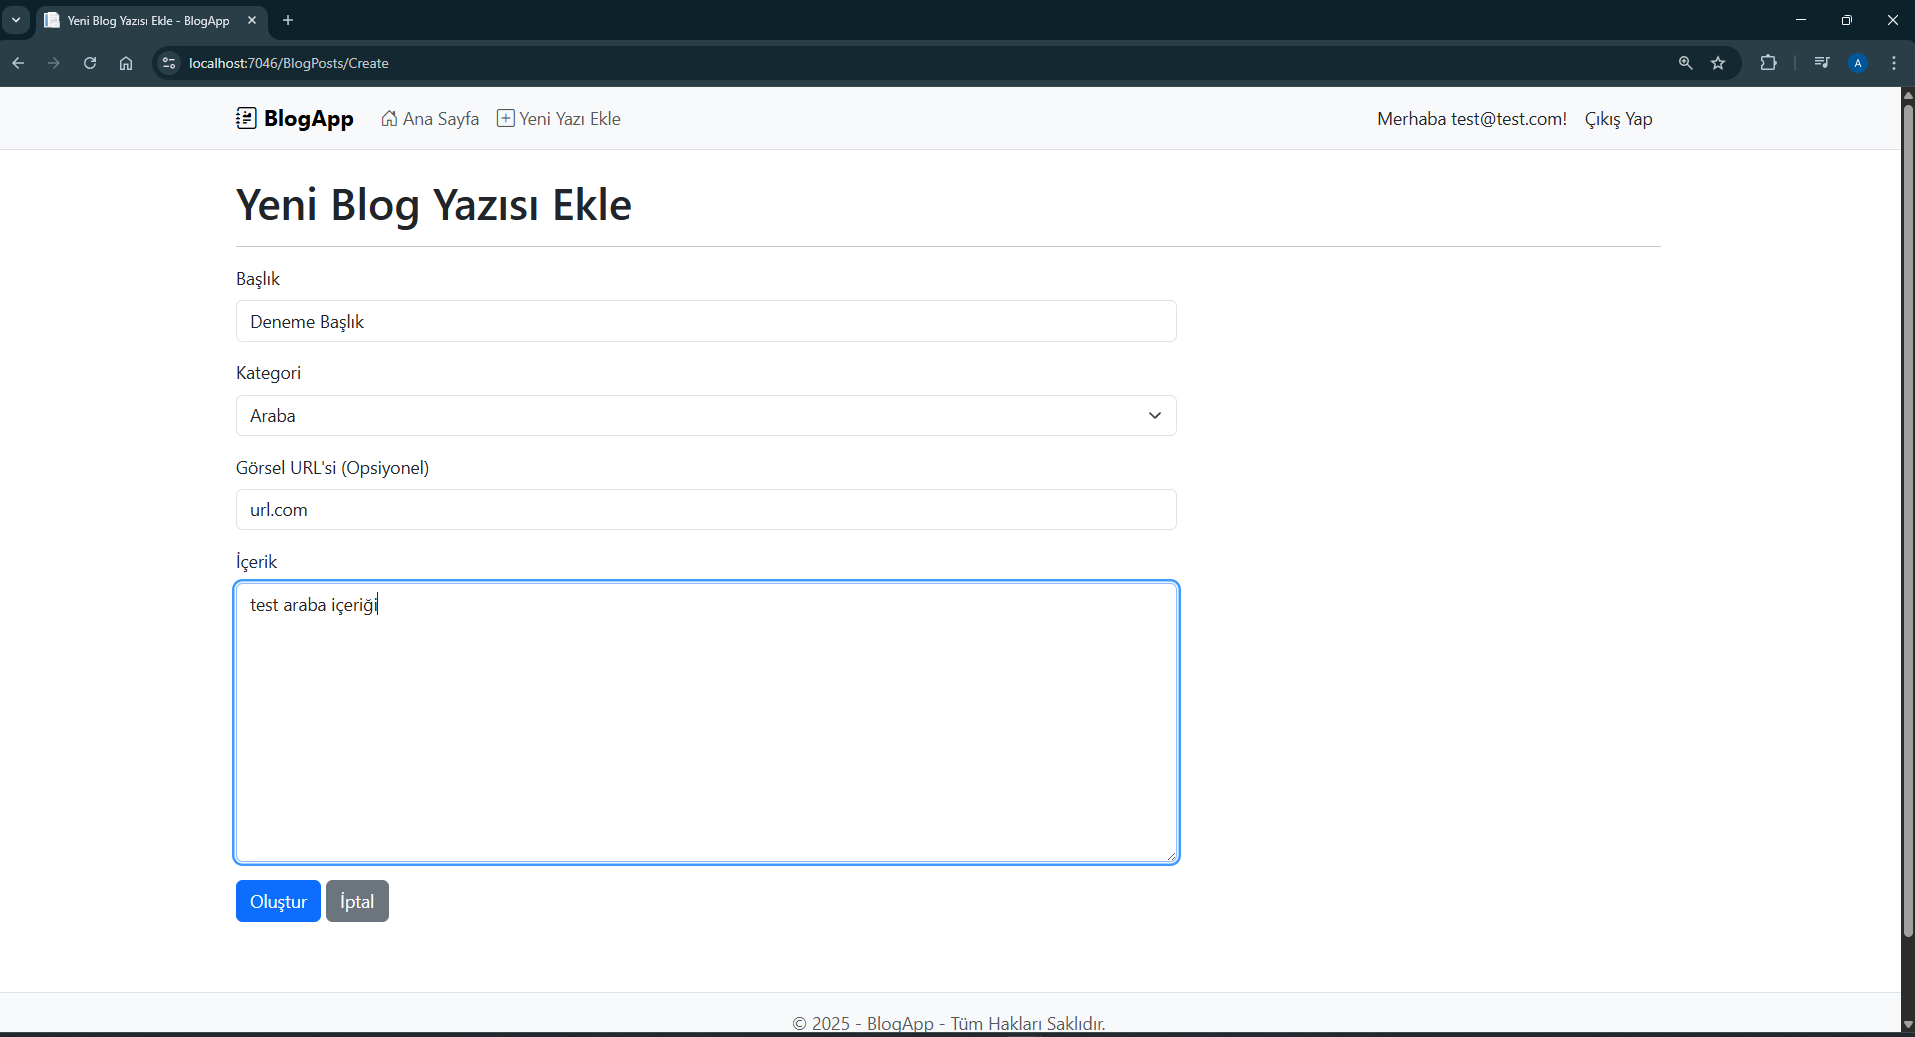 Yeni Blog Yazısı Ekle - BlogApp
localhost:7046/BlogPosts/Create
A
BlogApp Ana Sayfa Yeni Yazı Ekle Merhaba test@test.com! Çıkış Yap
Yeni Blog Yazısı Ekle
Başlık
Deneme Başlık
Kategori
Araba
Görsel URL'si (Opsiyonel)
url.com
İçerik
test araba içeriği
Oluştur İptal
© 2025 - BlogApp - Tüm Hakları Saklıdır.